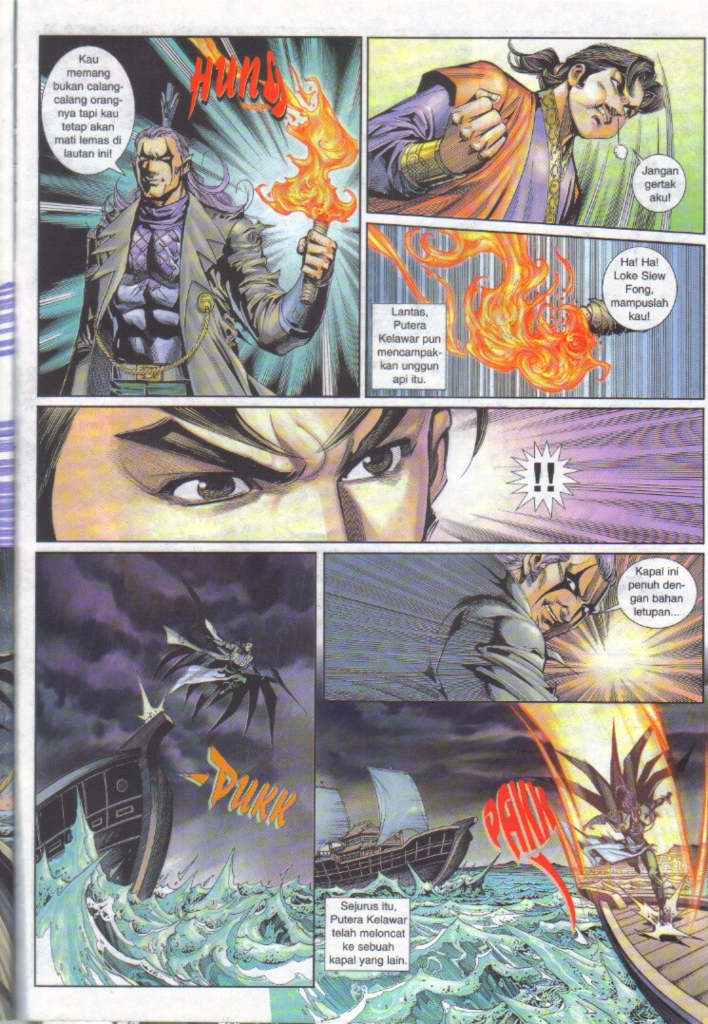 Kau
memang
bukan calang-
calang orang-
nya tapi kau
tetap akan
mati lemas di
lautan ini!
HUNG
Jangan
gertak
aku!
Ha! Ha!
Loke Siew
Fong,
mampuslah
kau!
Lantas,
Putera
Kelawar pun
mencampak-
kan unggun
api itu.
!!
PUKK
Kapal ini
penuh den-
gan bahan
letupan...
PAKK
Sejurus itu,
Putera Kelawar
telah meloncat
ke sebuah
kapal yang lain.
29